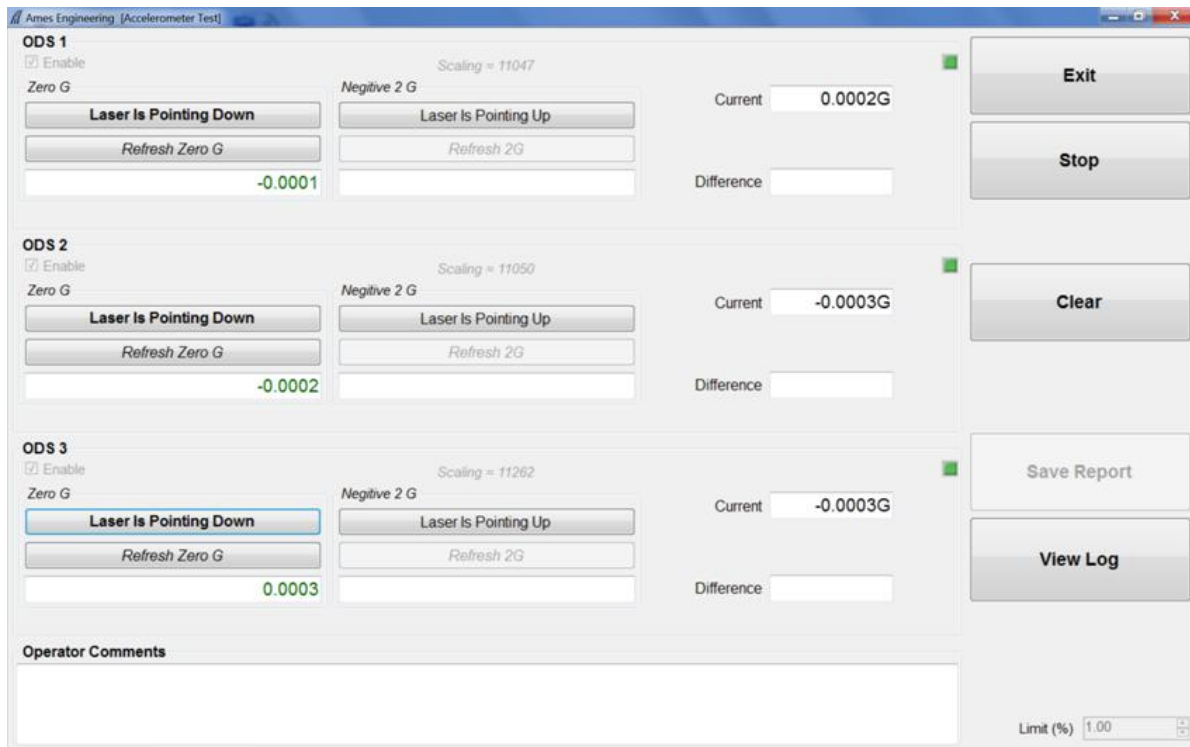 Ames Engineering [Accelerometer Test]
ODS 1
Enable
Scaling = 11047
Zero G
Negitive 2 G
Laser Is Pointing Down
Laser Is Pointing Up
Current
0.0002G
Refresh Zero G
Refresh 2G
-0.0001
Difference
ODS 2
Enable
Scaling = 11050
Zero G
Negitive 2 G
Laser Is Pointing Down
Laser Is Pointing Up
Current
-0.0003G
Refresh Zero G
Refresh 2G
-0.0002
Difference
ODS 3
Enable
Scaling = 11262
Zero G
Negitive 2 G
Laser Is Pointing Down
Laser Is Pointing Up
Current
-0.0003G
Refresh Zero G
Refresh 2G
0.0003
Difference
Operator Comments
Exit
Stop
Clear
Save Report
View Log
Limit (%) 1.00